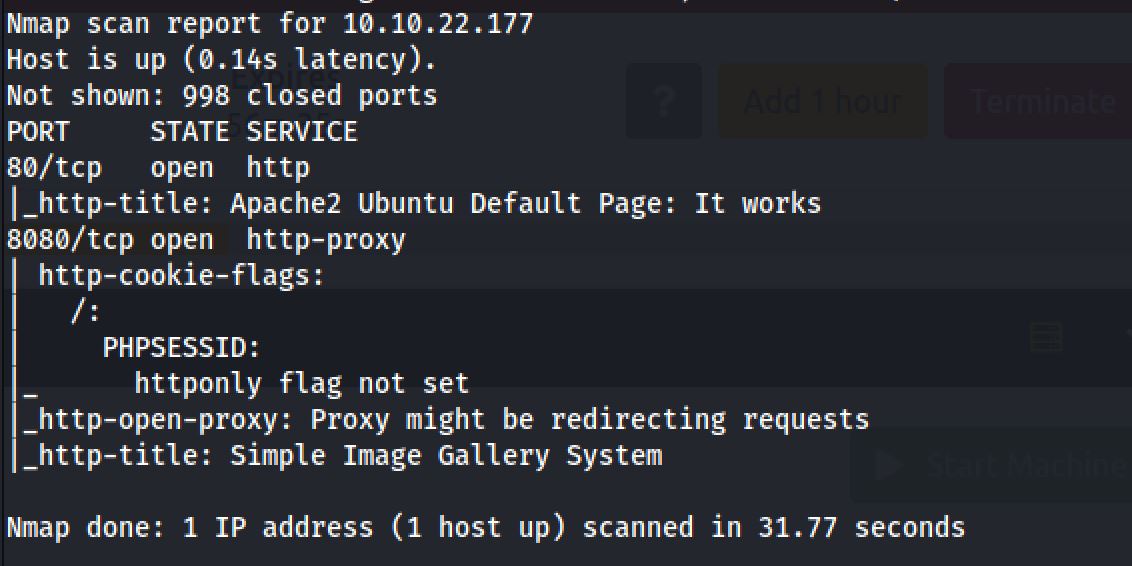 Nmap scan report for 10.10.22.177
Host is up (0.14s latency).
Expires
Not shown: 998 closed ports
? Add 1 hour Terminate
PORT     STATE SERVICE
80/tcp   open  http
|_http-title: Apache2 Ubuntu Default Page: It works
8080/tcp open  http-proxy
| http-cookie-flags:
|   /:
|     PHPSESSID:
|_      httponly flag not set
|_http-open-proxy: Proxy might be redirecting requests
|_http-title: Simple Image Gallery System
Start Machine
Nmap done: 1 IP address (1 host up) scanned in 31.77 seconds